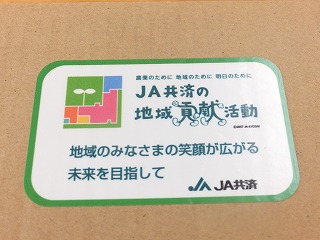 農業のために 地域のために 明日のために
JA共済の
地域貢献活動
地域のみなさまの笑顔が広がる
未来を目指して
JA JA共済